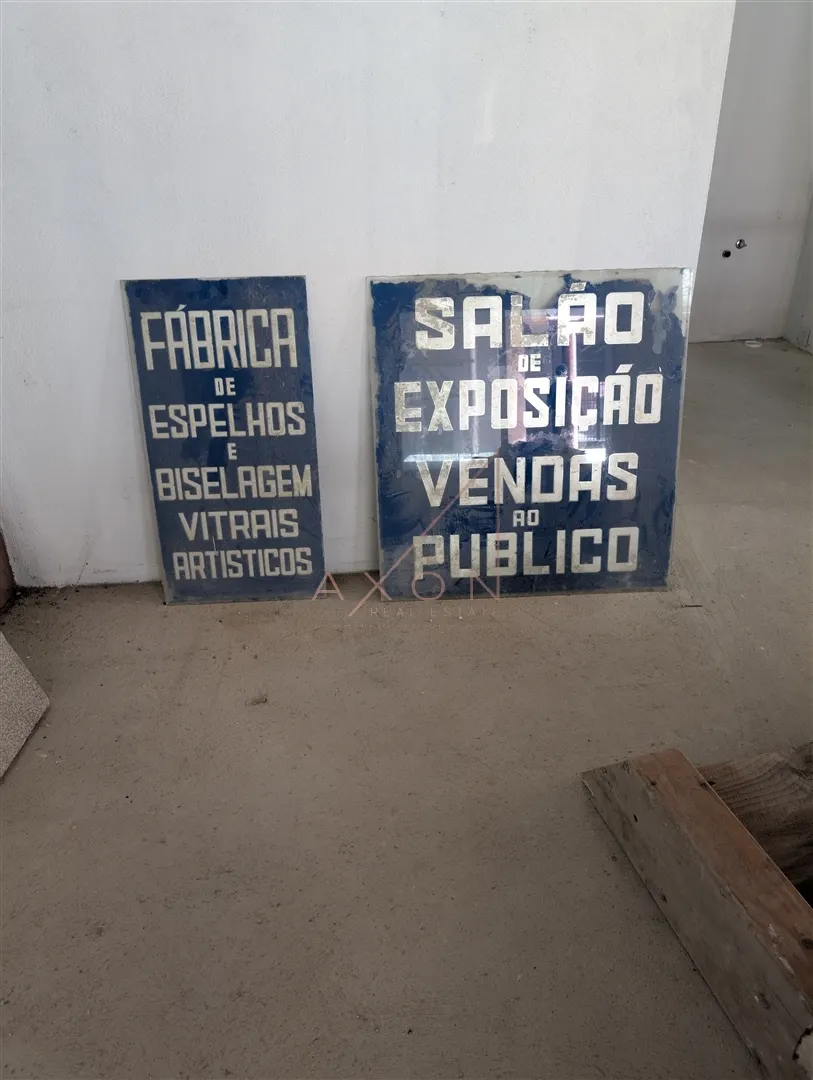 FÁBRICA
DE
ESPELHOS
E
BISELAGEM
VITRAIS
ARTISTICOS
SALÃO
DE
EXPOSIÇÃO
VENDAS
AO
PUBLICO
AXON
REAL ESTATE